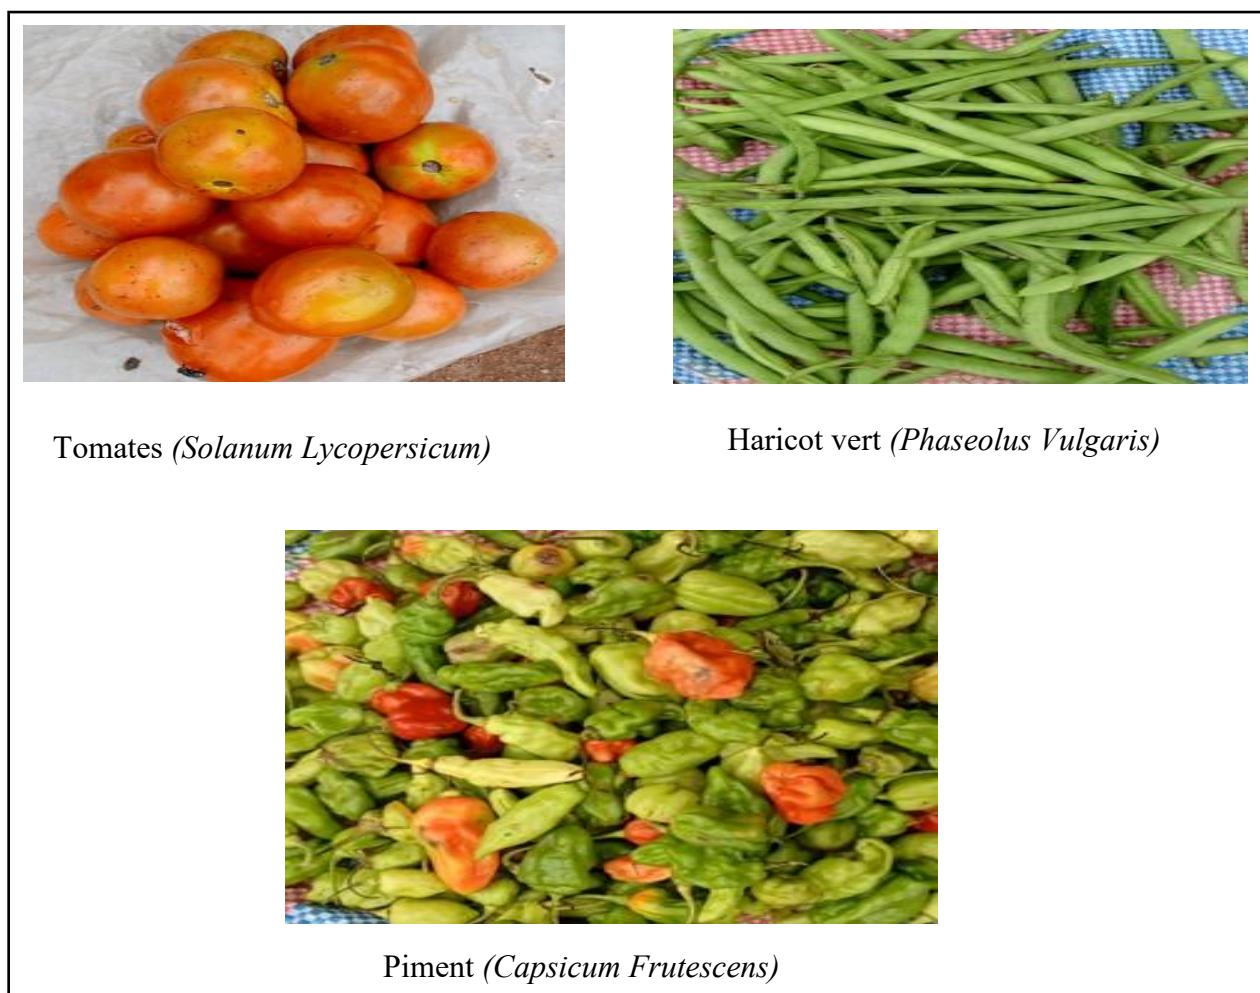 Tomates (Solanum Lycopersicum)
Haricot vert (Phaseolus Vulgaris)
Piment (Capsicum Frutescens)